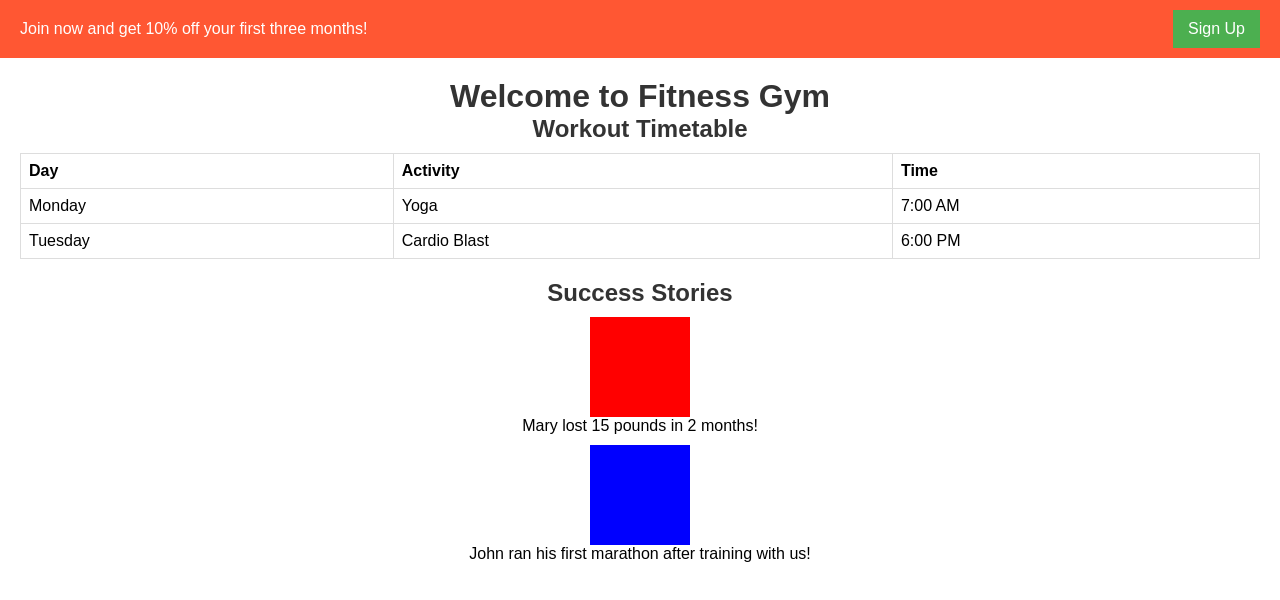 Join now and get 10% off your first three months!
Sign Up
Welcome to Fitness Gym
Workout Timetable
Day Activity Time
Monday Yoga 7:00 AM
Tuesday Cardio Blast 6:00 PM
Success Stories
Mary lost 15 pounds in 2 months!
John ran his first marathon after training with us!